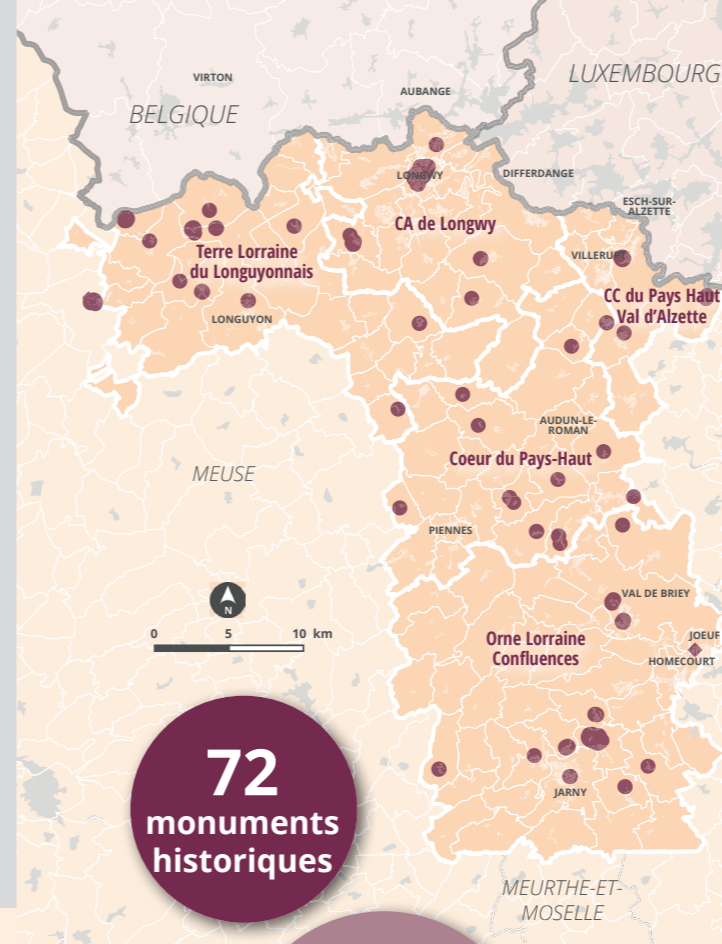 LUXEMBOURG
VIRTON
AUBANGE
BELGIQUE
LONGWY
DIFFERDANGE
ESCH-SUR-
ALZETTE
CA de Longwy
Terre Lorraine
du Longuyonnais
VILLERUPT
CC du Pays Haut
Val d'Alzette
LONGUYON
AUDUN-LE-
ROMAN
Coeur du Pays-Haut
MEUSE
PIENNES
N
0 5 10 km
VAL DE BRIEY
Orne Lorraine
Confluences
JOEUF
HOMECOURT
72
monuments
historiques
JARNY
MEURTHE-ET-
MOSELLE